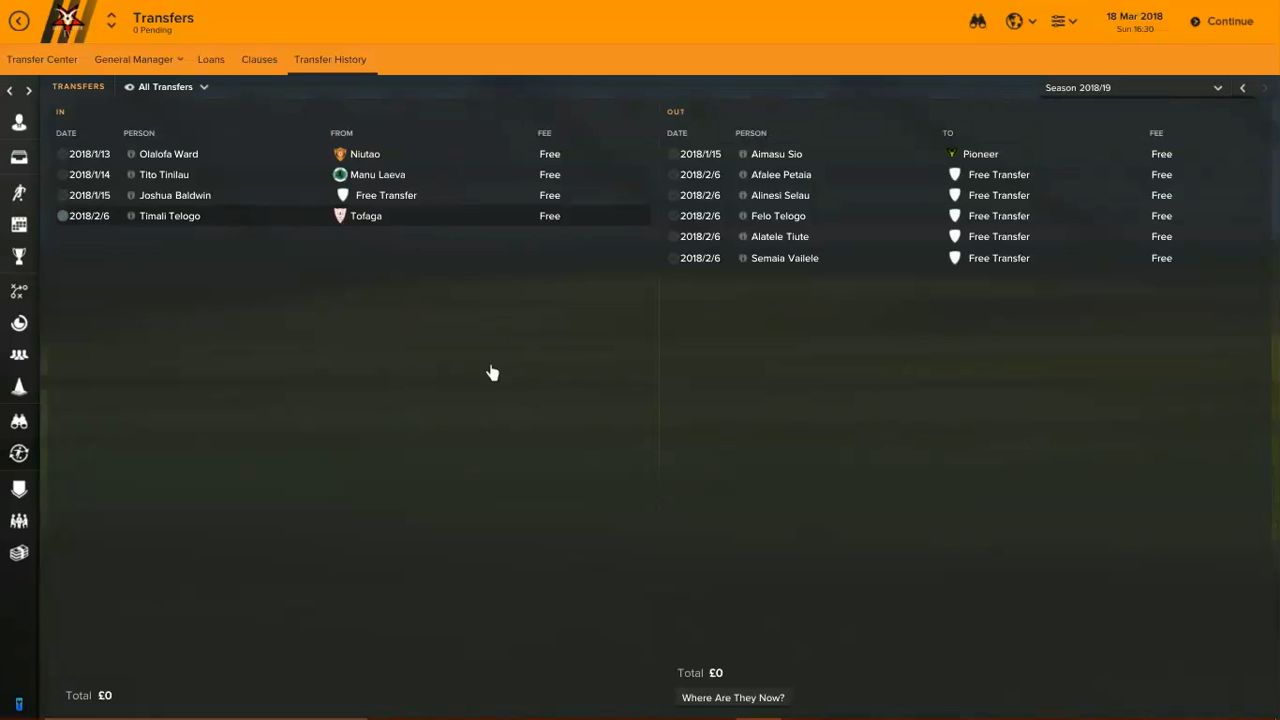 Transfers
0 Pending
18 Mar 2018
Sun 16:30
Continue
Transfer Center General Manager Loans Clauses Transfer History
TRANSFERS All Transfers Season 2018/19
IN
DATE PERSON FROM FEE
2018/1/13 Olalofa Ward Niutao Free
2018/1/14 Tito Tinilau Manu Laeva Free
2018/1/15 Joshua Baldwin Free Transfer Free
2018/2/6 Timali Telogo Tofaga Free
Total £0
OUT
DATE PERSON TO FEE
2018/1/15 Aimasu Sio Pioneer Free
2018/2/6 Afalee Petaia Free Transfer Free
2018/2/6 Alinesi Selau Free Transfer Free
2018/2/6 Felo Telogo Free Transfer Free
2018/2/6 Alatele Tiute Free Transfer Free
2018/2/6 Semaia Vailele Free Transfer Free
Total £0
Where Are They Now?